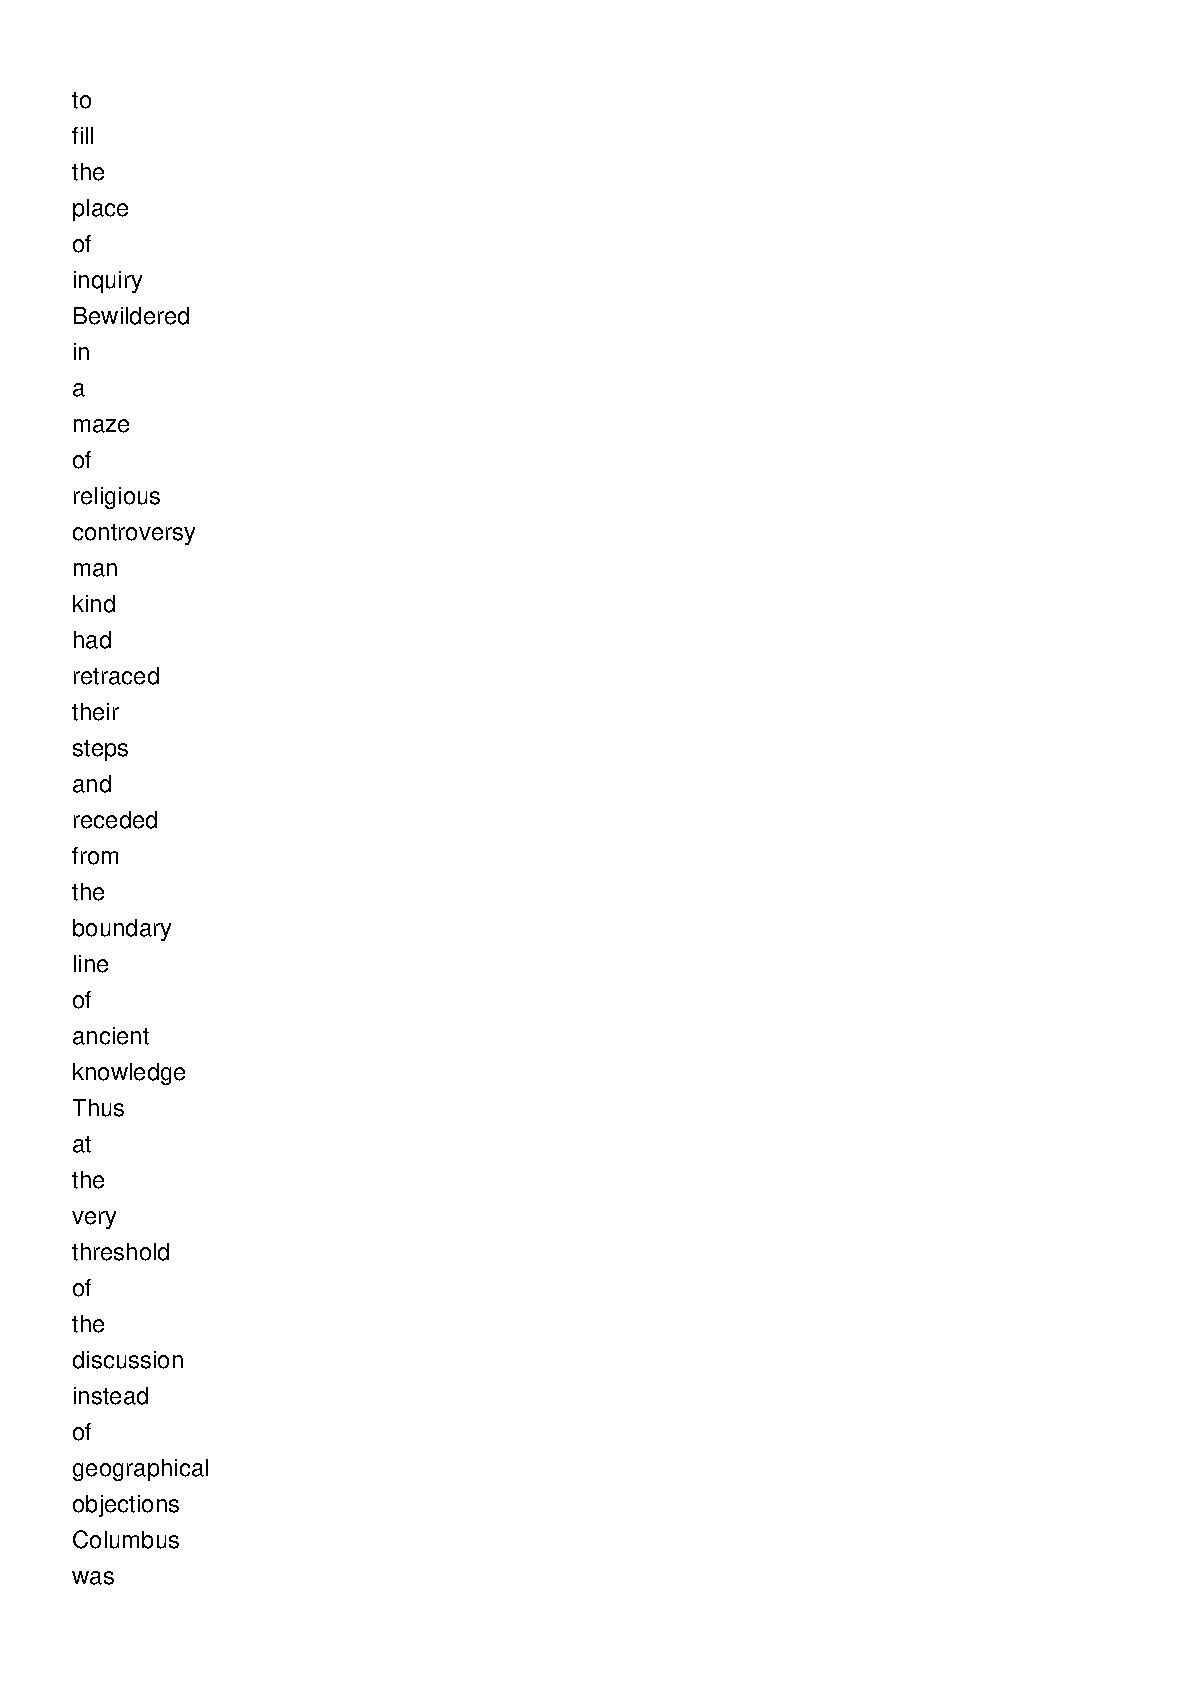 to
fill
the
place
of
inquiry
Bewildered
in
a
maze
of
religious
controversy
man
kind
had
retraced
their
steps
and
receded
from
the
boundary
line
of
ancient
knowledge
Thus
at
the
very
threshold
of
the
discussion
instead
of
geographical
objections
Columbus
was